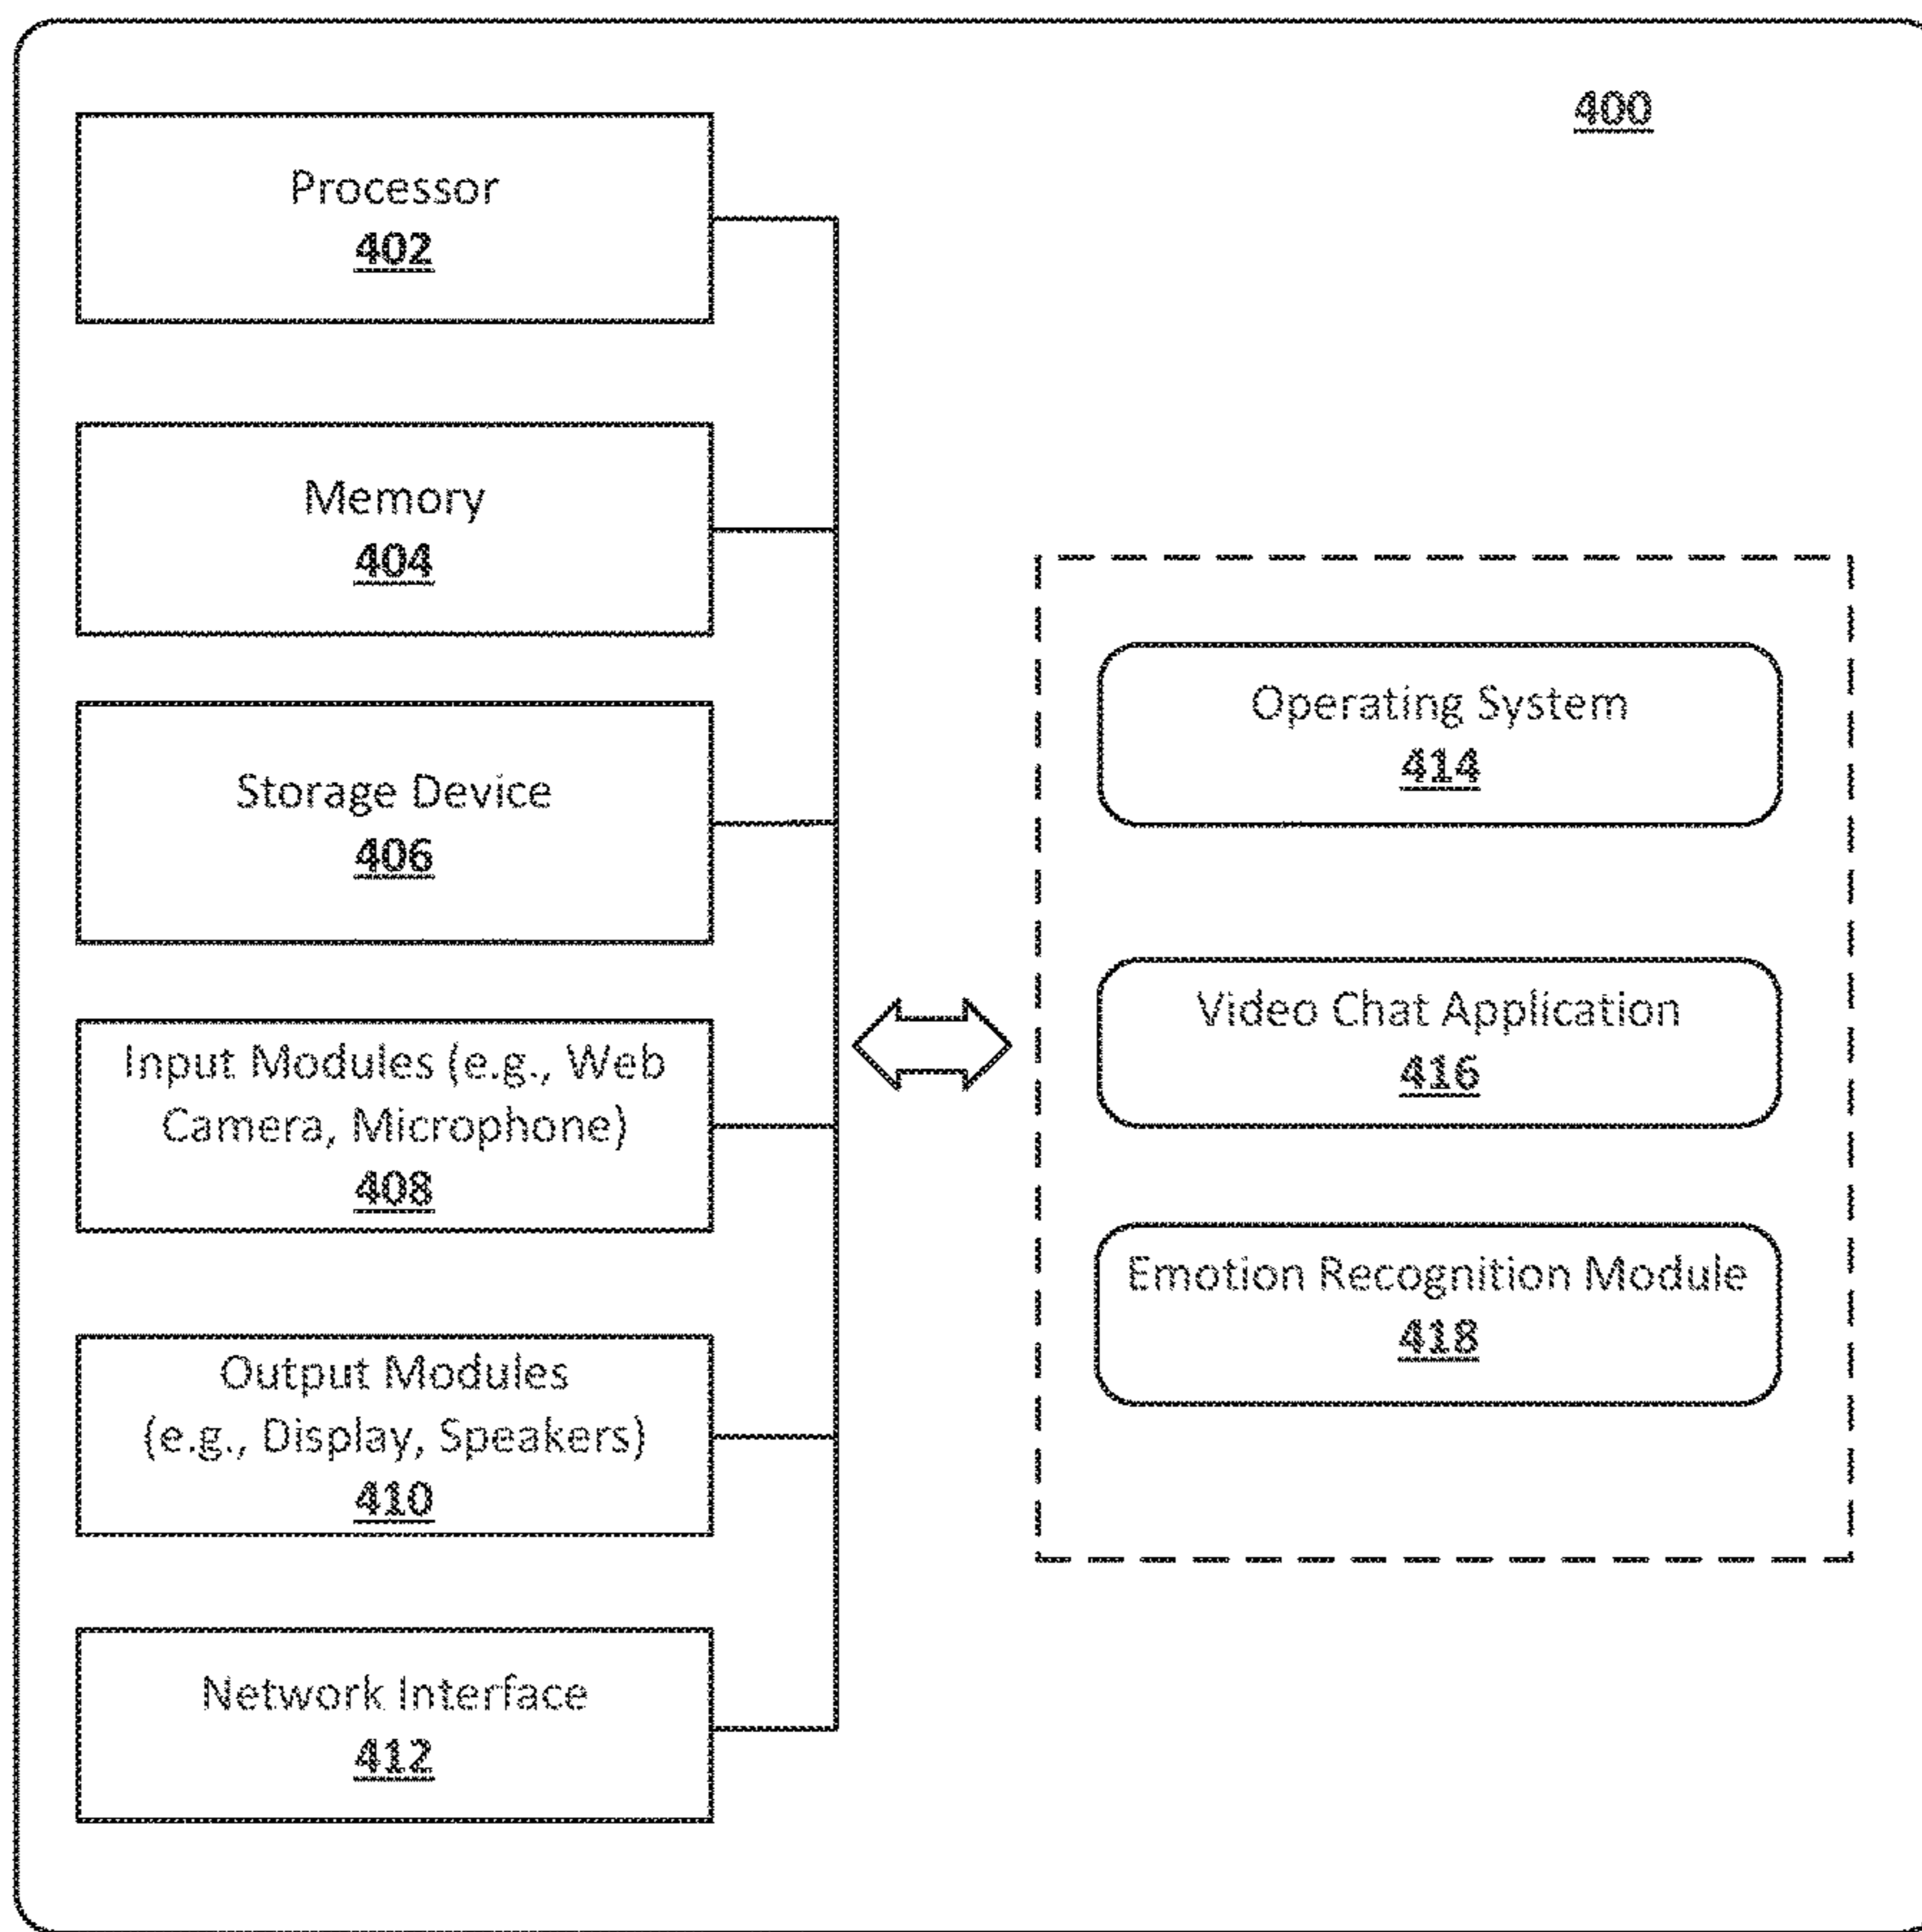 400
Processor
402
Memory
404
Storage Device
406
Input Modules (e.g., Web
Camera, Microphone)
408
Output Modules
(e.g., Display, Speakers)
410
Network Interface
412
Operating System
414
Video Chat Application
416
Emotion Recognition Module
418